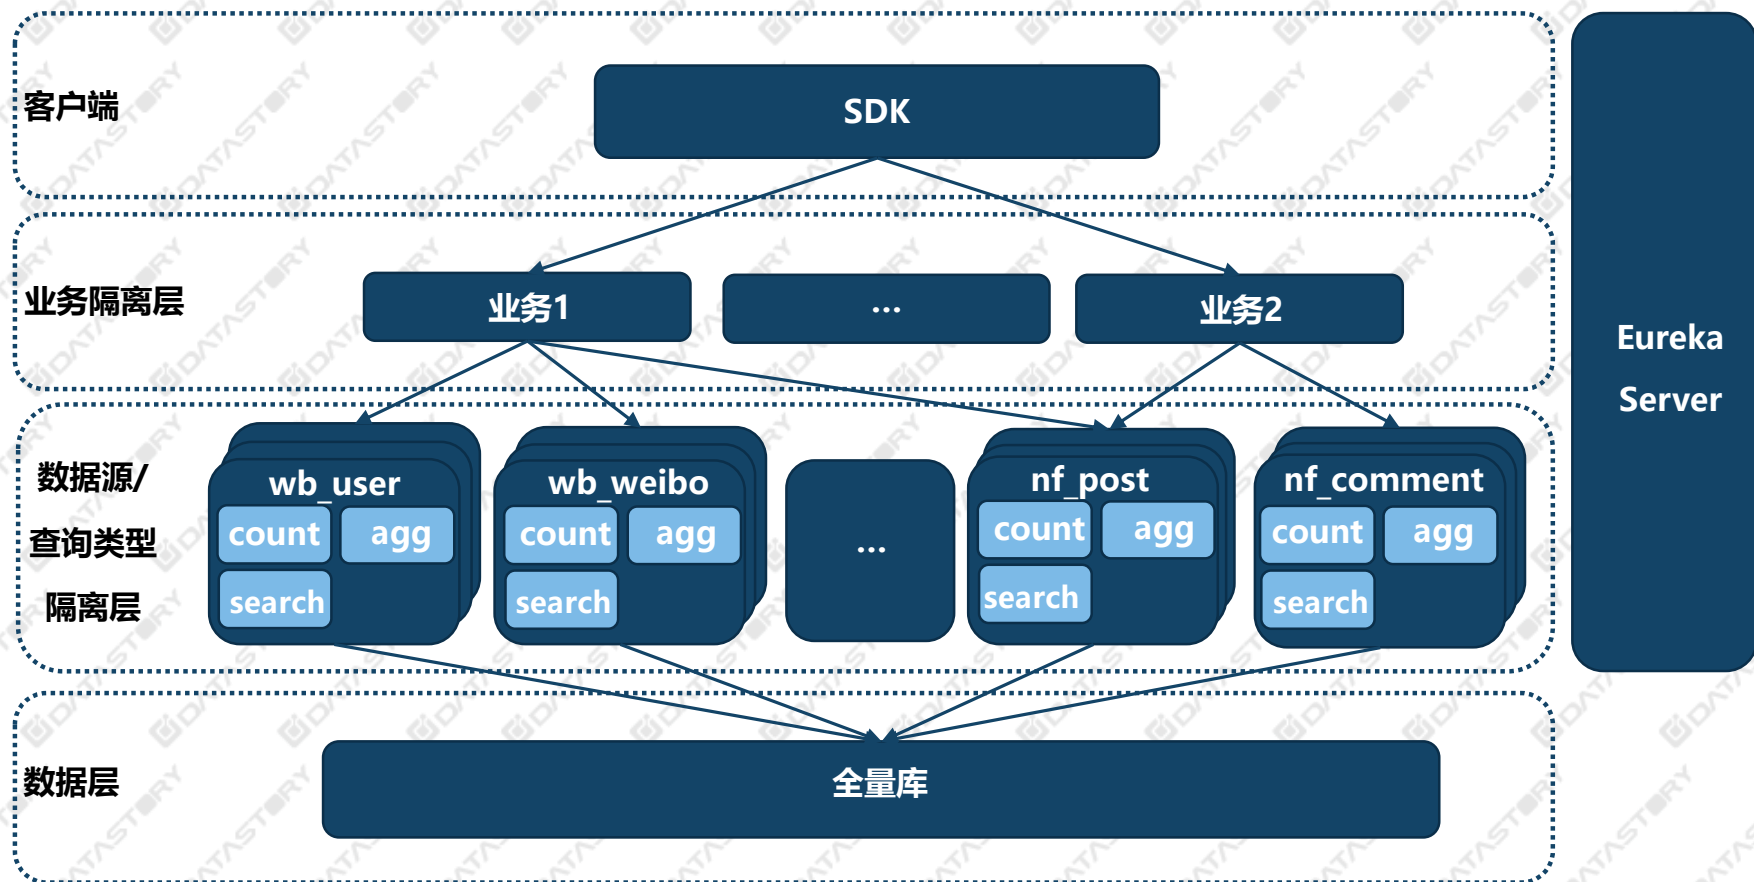 客户端
SDK
业务隔离层
业务1
...
业务2
Eureka
Server
数据源/
查询类型
隔离层
wb_user
count
agg
search
wb_weibo
count
agg
search
...
nf_post
count
agg
search
nf_comment
count
agg
search
数据层
全量库
DATASTORY